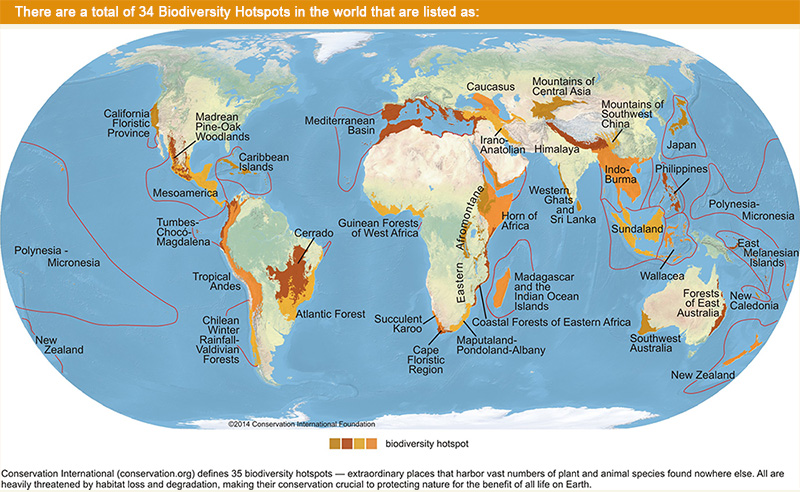 There are a total of 34 Biodiversity Hotspots in the world that are listed as:
California
Floristic
Province
Madrean
Pine-Oak
Woodlands
Caribbean
Islands
Mesoamerica
Tumbes-
Chocó-
Magdalena
Polynesia -
Micronesia
Tropical
Andes
Cerrado
Atlantic Forest
Chilean
Winter
Rainfall-
Valdivian
Forests
New
Zealand
Mediterranean
Basin
Caucasus
Irano-
Anatolian
Mountains of
Central Asia
Mountains of
Southwest
China
Himalaya
Japan
Indo-
Burma
Philippines
Western
Ghats
and
Sri Lanka
Polynesia-
Micronesia
Sundaland
Wallacea
East
Melanesian
Islands
Guinean Forests
of West Africa
Eastern Afromontane
Horn of
Africa
Madagascar
and the
Indian Ocean
Islands
Coastal Forests of Eastern Africa
Succulent
Karoo
Cape
Floristic
Region
Maputaland-
Pondoland-Albany
Forests
of East
Australia
New
Caledonia
Southwest
Australia
New Zealand
©2014 Conservation International Foundation
biodiversity hotspot
Conservation International (conservation.org) defines 35 biodiversity hotspots — extraordinary places that harbor vast numbers of plant and animal species found nowhere else. All are
heavily threatened by habitat loss and degradation, making their conservation crucial to protecting nature for the benefit of all life on Earth.